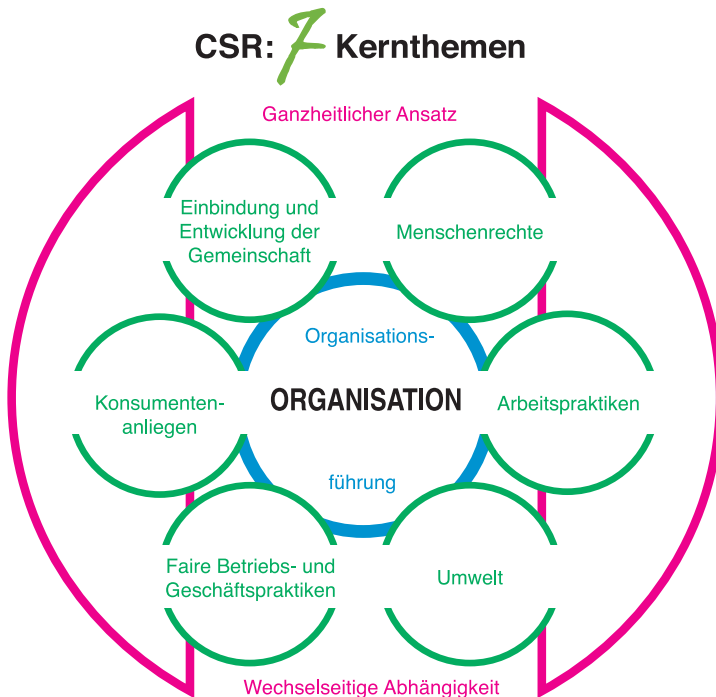 CSR: 7 Kernthemen
Ganzheitlicher Ansatz
Einbindung und
Entwicklung der
Gemeinschaft
Menschenrechte
Organisations-
Konsumenten-
anliegen
ORGANISATION
Arbeitspraktiken
führung
Faire Betriebs- und
Geschäftspraktiken
Umwelt
Wechselseitige Abhängigkeit